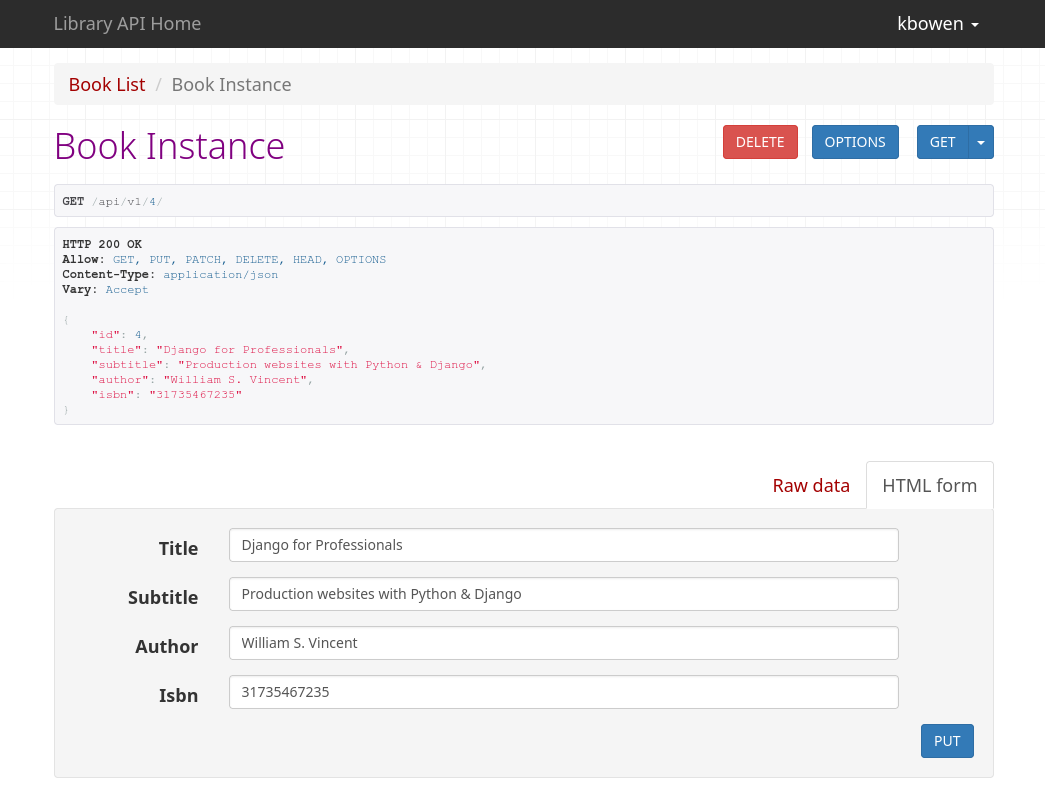 Library API Home
kbowen
Book List / Book Instance
Book Instance
DELETE
OPTIONS
GET
GET /api/v1/4/
HTTP 200 OK
Allow: GET, PUT, PATCH, DELETE, HEAD, OPTIONS
Content-Type: application/json
Vary: Accept
{
    "id": 4,
    "title": "Django for Professionals",
    "subtitle": "Production websites with Python & Django",
    "author": "William S. Vincent",
    "isbn": "31735467235"
}
Raw data
HTML form
Title
Django for Professionals
Subtitle
Production websites with Python & Django
Author
William S. Vincent
Isbn
31735467235
PUT